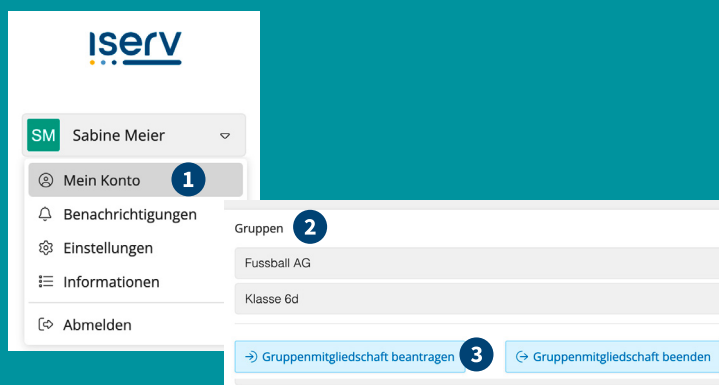 IServ
SM Sabine Meier
Mein Konto 1
Benachrichtigungen
Einstellungen
Informationen
Abmelden
Gruppen 2
Fussball AG
Klasse 6d
Gruppenmitgliedschaft beantragen 3
Gruppenmitgliedschaft beenden